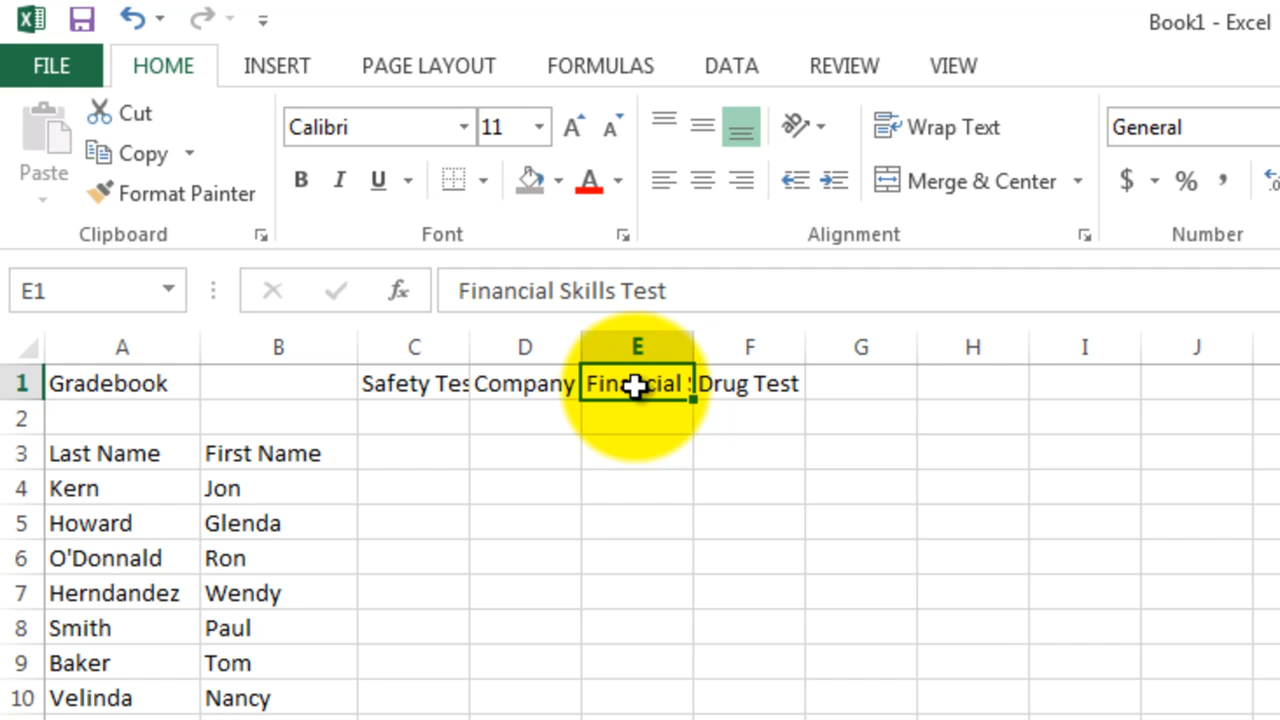 Book1 - Excel
FILE HOME INSERT PAGE LAYOUT FORMULAS DATA REVIEW VIEW
Paste
Cut
Copy
Format Painter
Calibri 11
B I U A
Wrap Text
Merge & Center
General
$ % ,
Clipboard Font Alignment Number
E1 fx Financial Skills Test
A B C D E F G H I J
1 Gradebook Safety Tes Company Financial Drug Test
2
3 Last Name First Name
4 Kern Jon
5 Howard Glenda
6 O'Donnald Ron
7 Herndandez Wendy
8 Smith Paul
9 Baker Tom
10 Velinda Nancy